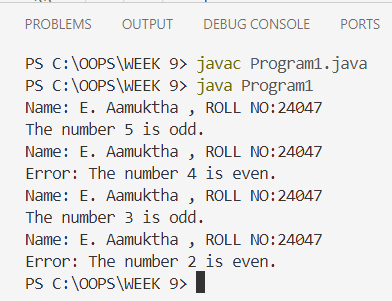 PROBLEMS OUTPUT DEBUG CONSOLE PORTS
PS C:\OOPS\WEEK 9> javac Program1.java
PS C:\OOPS\WEEK 9> java Program1
Name: E. Aamuktha , ROLL NO:24047
The number 5 is odd.
Name: E. Aamuktha , ROLL NO:24047
Error: The number 4 is even.
Name: E. Aamuktha , ROLL NO:24047
The number 3 is odd.
Name: E. Aamuktha , ROLL NO:24047
Error: The number 2 is even.
PS C:\OOPS\WEEK 9>